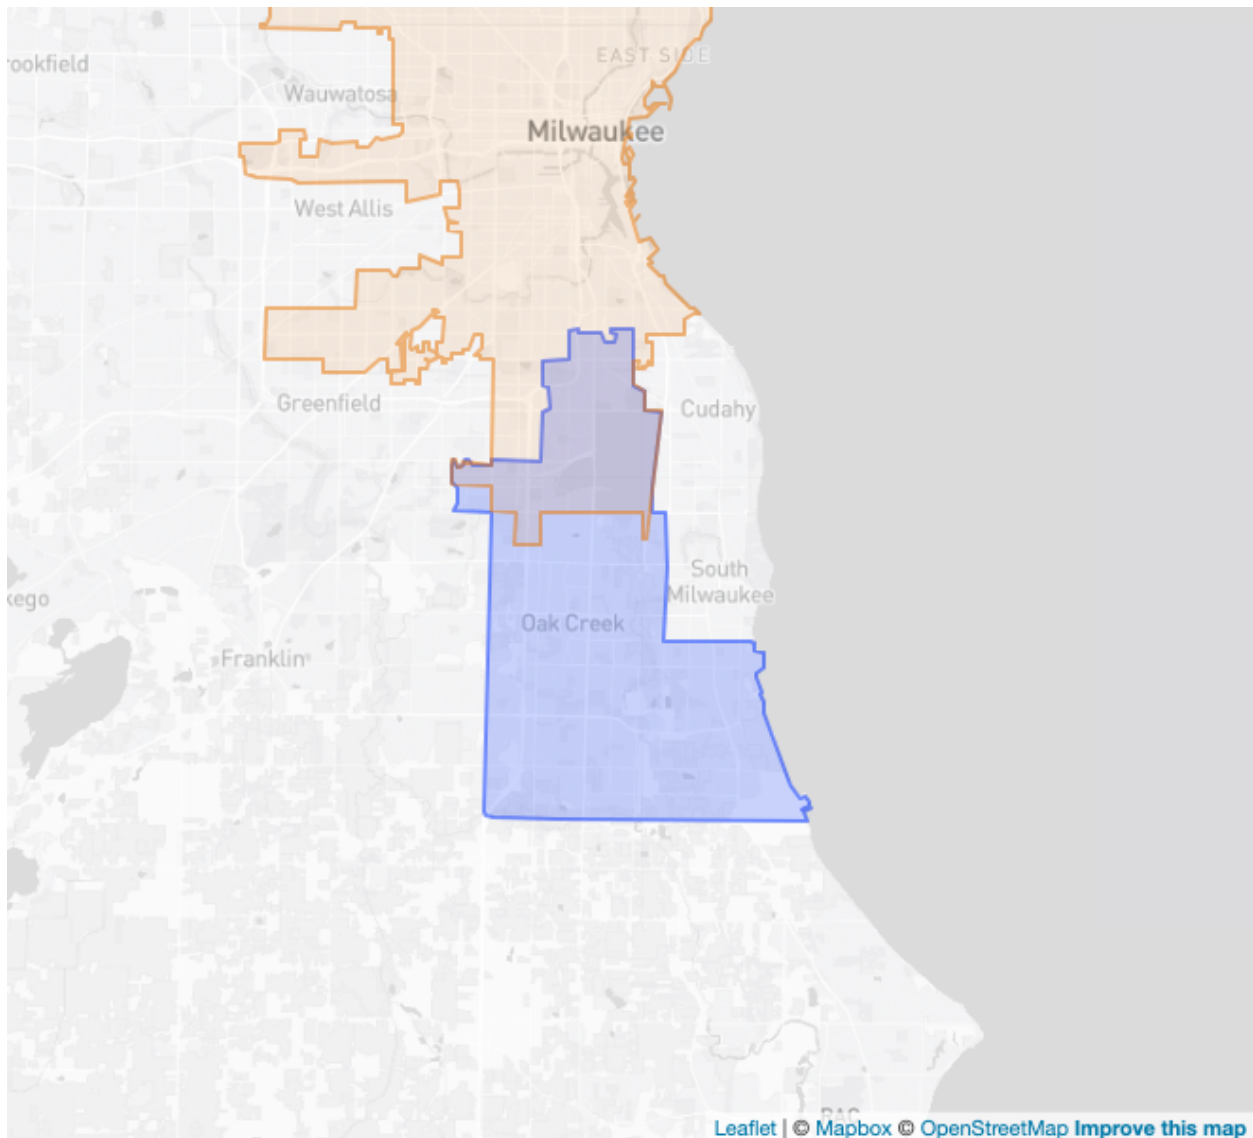 EAST SIDE
rookfield
Wauwatosa
Milwaukee
West Allis
Greenfield
Cudahy
South
Milwaukee
kego
Oak Creek
Franklin
RAC
Leaflet | © Mapbox © OpenStreetMap Improve this map